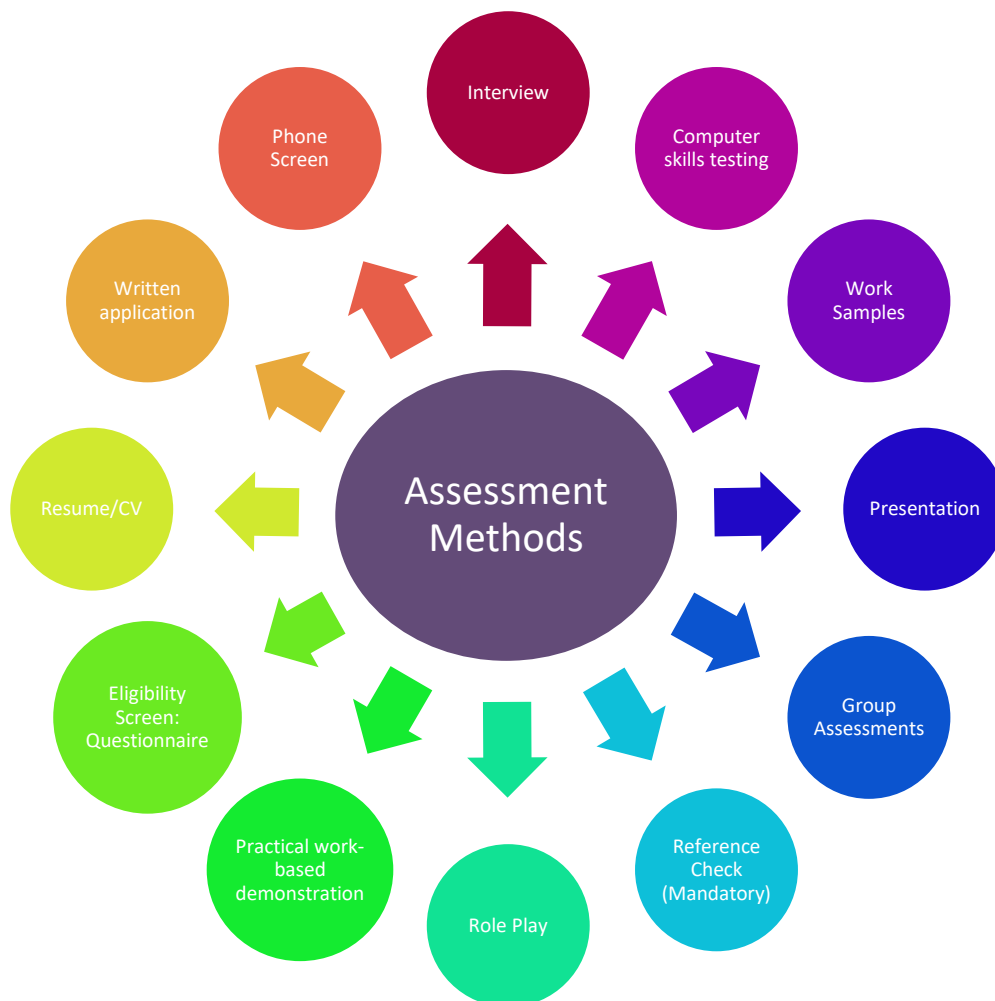 Interview
Computer
skills testing
Work
Samples
Presentation
Group
Assessments
Reference
Check
(Mandatory)
Role Play
Practical work-
based
demonstration
Eligibility
Screen:
Questionnaire
Resume/CV
Written
application
Phone
Screen
Assessment
Methods